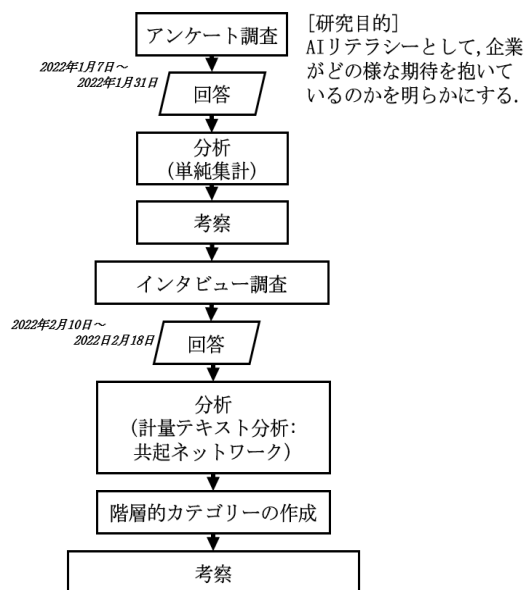 アンケート調査
[研究目的]
AIリテラシーとして,企業
がどの様な期待を抱いて
いるのかを明らかにする.
2022年1月7日～
2022年1月31日
回答
分析
(単純集計)
考察
インタビュー調査
2022年2月10日～
2022日2月18日
回答
分析
(計量テキスト分析:
共起ネットワーク)
階層的カテゴリーの作成
考察